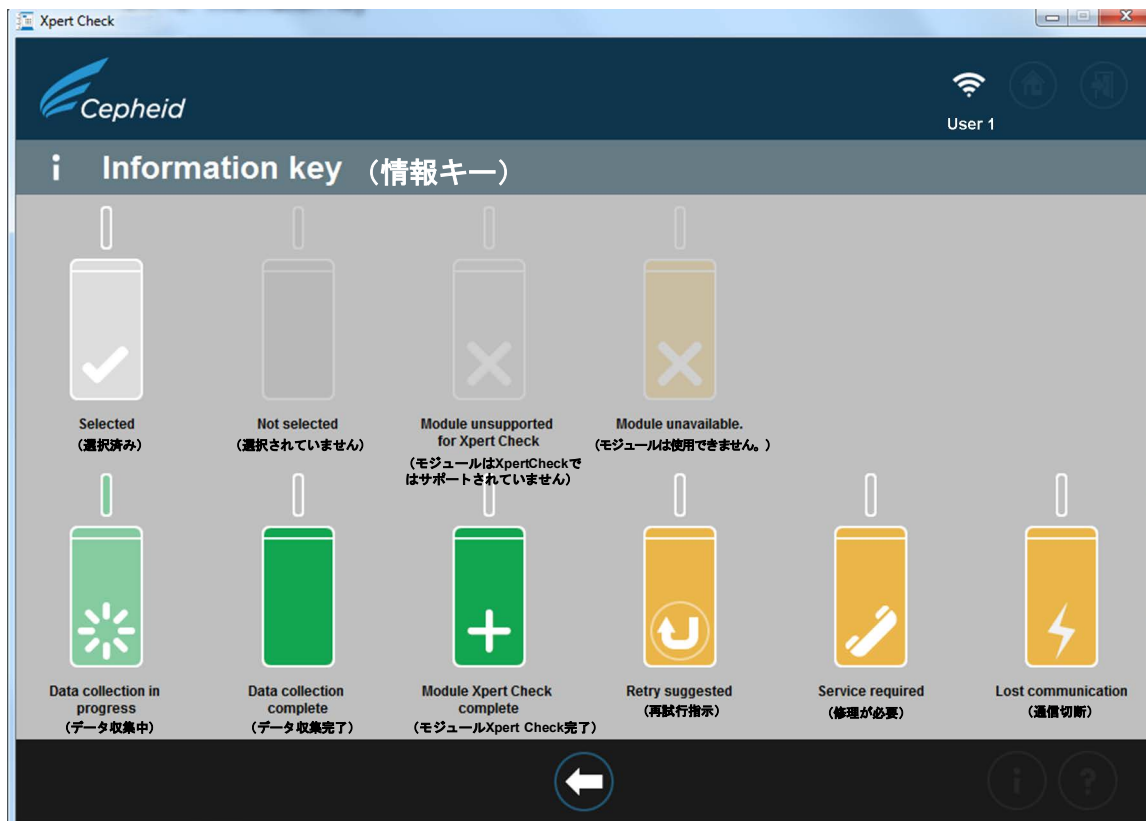 Xpert Check
Cepheid
User 1
i Information key （情報キー）
Selected
（選択済み）
Not selected
（選択されていません）
Module unsupported
for Xpert Check
（モジュールはXpertCheckで
はサポートされていません）
Module unavailable.
（モジュールは使用できません。）
Data collection in
progress
（データ収集中）
Data collection
complete
（データ収集完了）
Module Xpert Check
complete
（モジュールXpert Check完了）
Retry suggested
（再試行指示）
Service required
（修理が必要）
Lost communication
（通信切断）
i
?